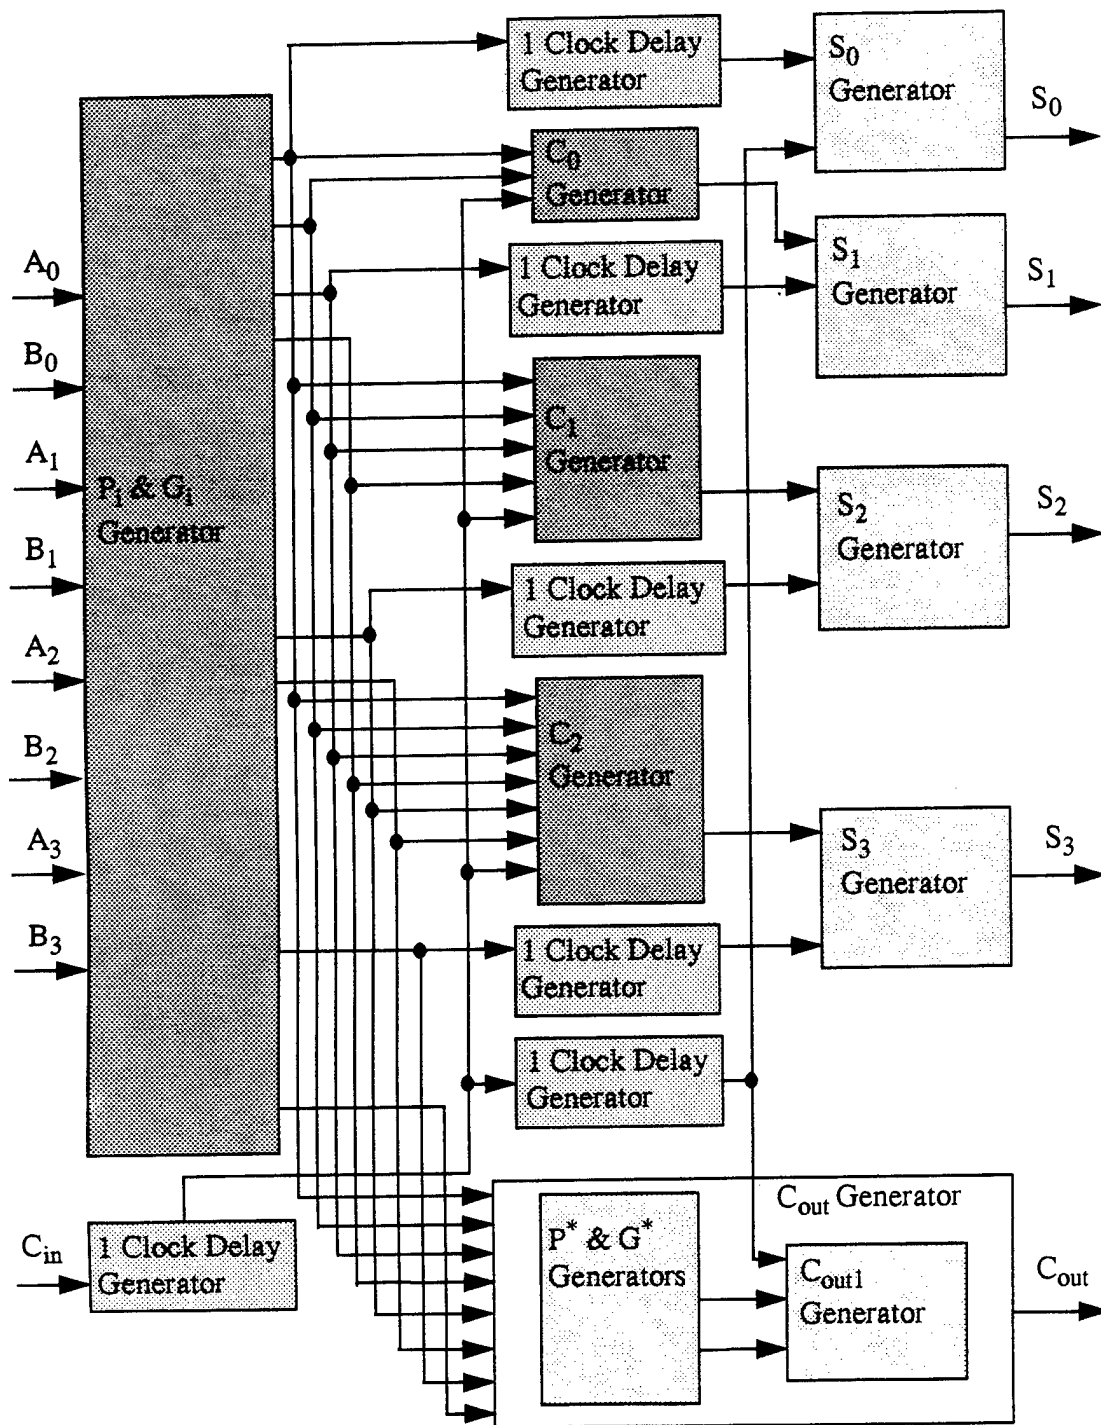 1 Clock Delay
Generator
S0
Generator
S0
C0
Generator
A0
1 Clock Delay
Generator
S1
Generator
S1
B0
C1
Generator
A1
Pi & Gi
Generator
S2
Generator
S2
B1
1 Clock Delay
Generator
A2
C2
Generator
B2
A3
S3
Generator
S3
B3
1 Clock Delay
Generator
1 Clock Delay
Generator
Cout Generator
Cin
1 Clock Delay
Generator
P* & G*
Generators
Cout1
Generator
Cout